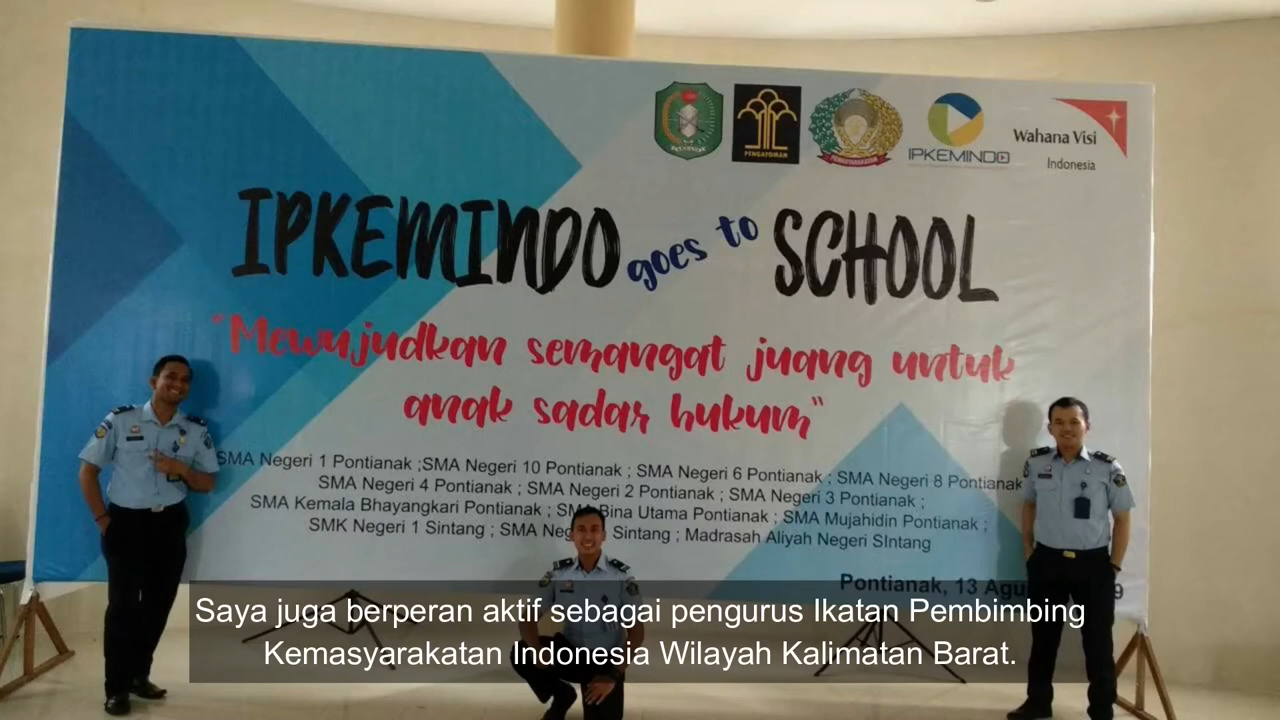 PENGAYOMAN
PEMASYARAKATAN
IPKEMINDO
Wahana Visi
Indonesia
IPKEMINDO goes to SCHOOL
"Mewujudkan semangat juang untuk
anak sadar hukum"
SMA Negeri 1 Pontianak ;SMA Negeri 10 Pontianak ; SMA Negeri 6 Pontianak ; SMA Negeri 8 Pontianak
SMA Negeri 4 Pontianak ; SMA Negeri 2 Pontianak ; SMA Negeri 3 Pontianak ;
SMA Kemala Bhayangkari Pontianak ; Bina Utama Pontianak ; SMA Mujahidin Pontianak ;
SMK Negeri 1 Sintang ; SMA Sintang ; Madrasah Aliyah Negeri SIntang
Pontianak, 13
Saya juga berperan aktif sebagai pengurus Ikatan Pembimbing
Kemasyarakatan Indonesia Wilayah Kalimatan Barat.